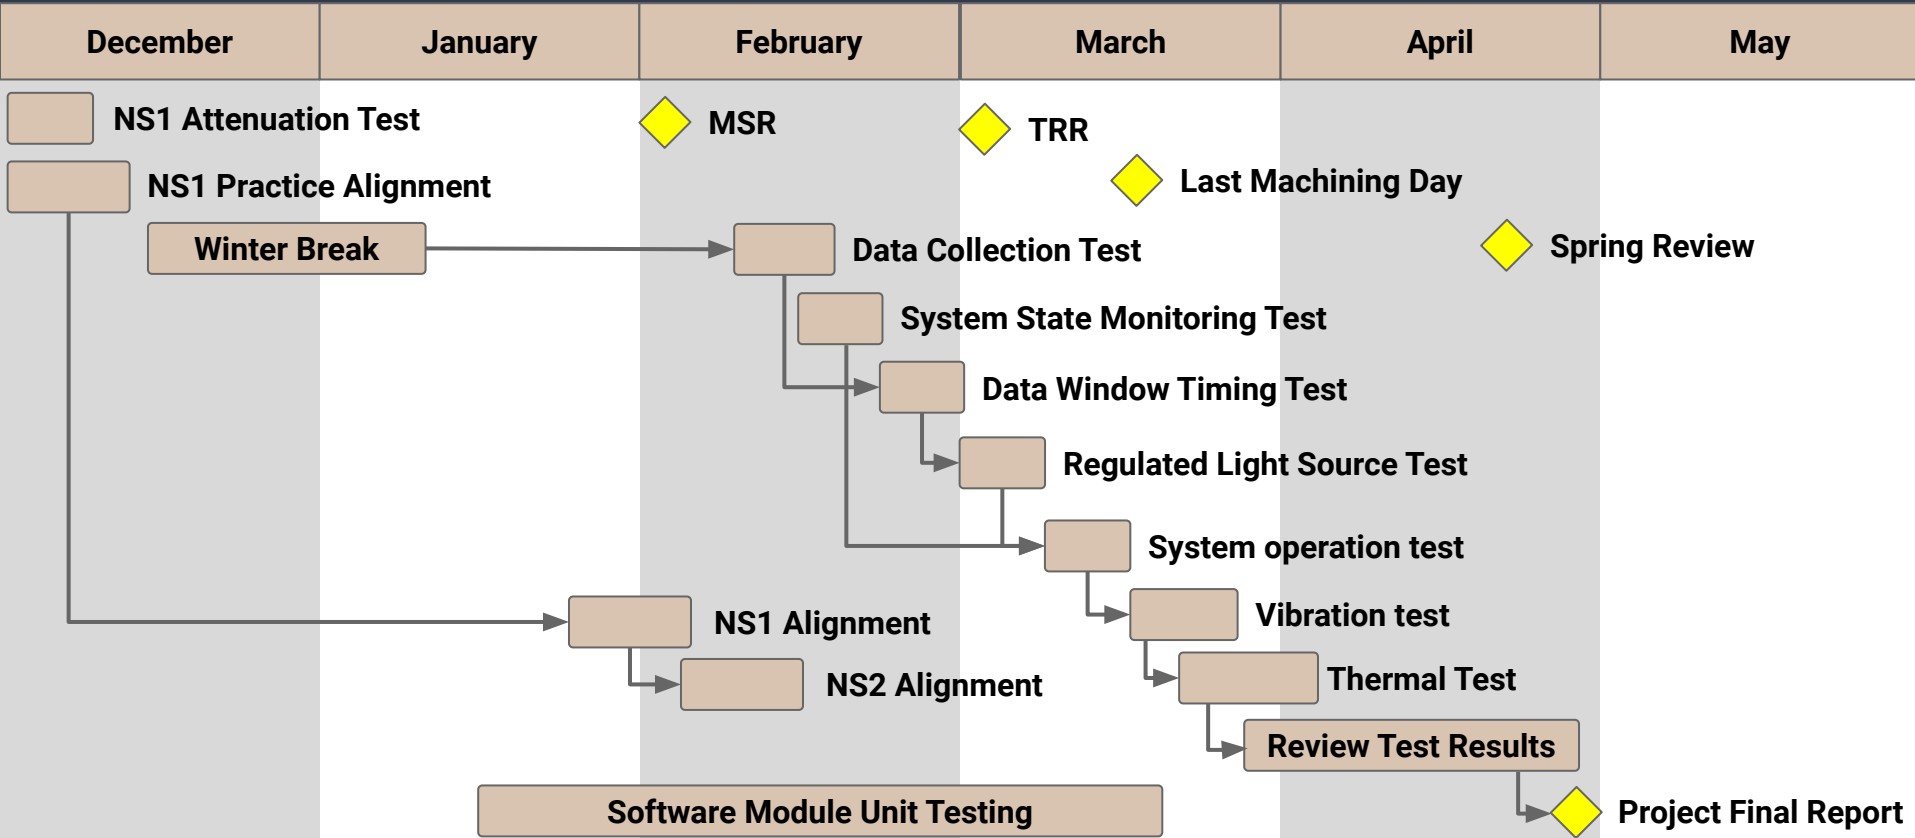 December
January
February
March
April
May
NS1 Attenuation Test
MSR
TRR
NS1 Practice Alignment
Last Machining Day
Winter Break
Data Collection Test
Spring Review
System State Monitoring Test
Data Window Timing Test
Regulated Light Source Test
System operation test
NS1 Alignment
Vibration test
NS2 Alignment
Thermal Test
Review Test Results
Software Module Unit Testing
Project Final Report